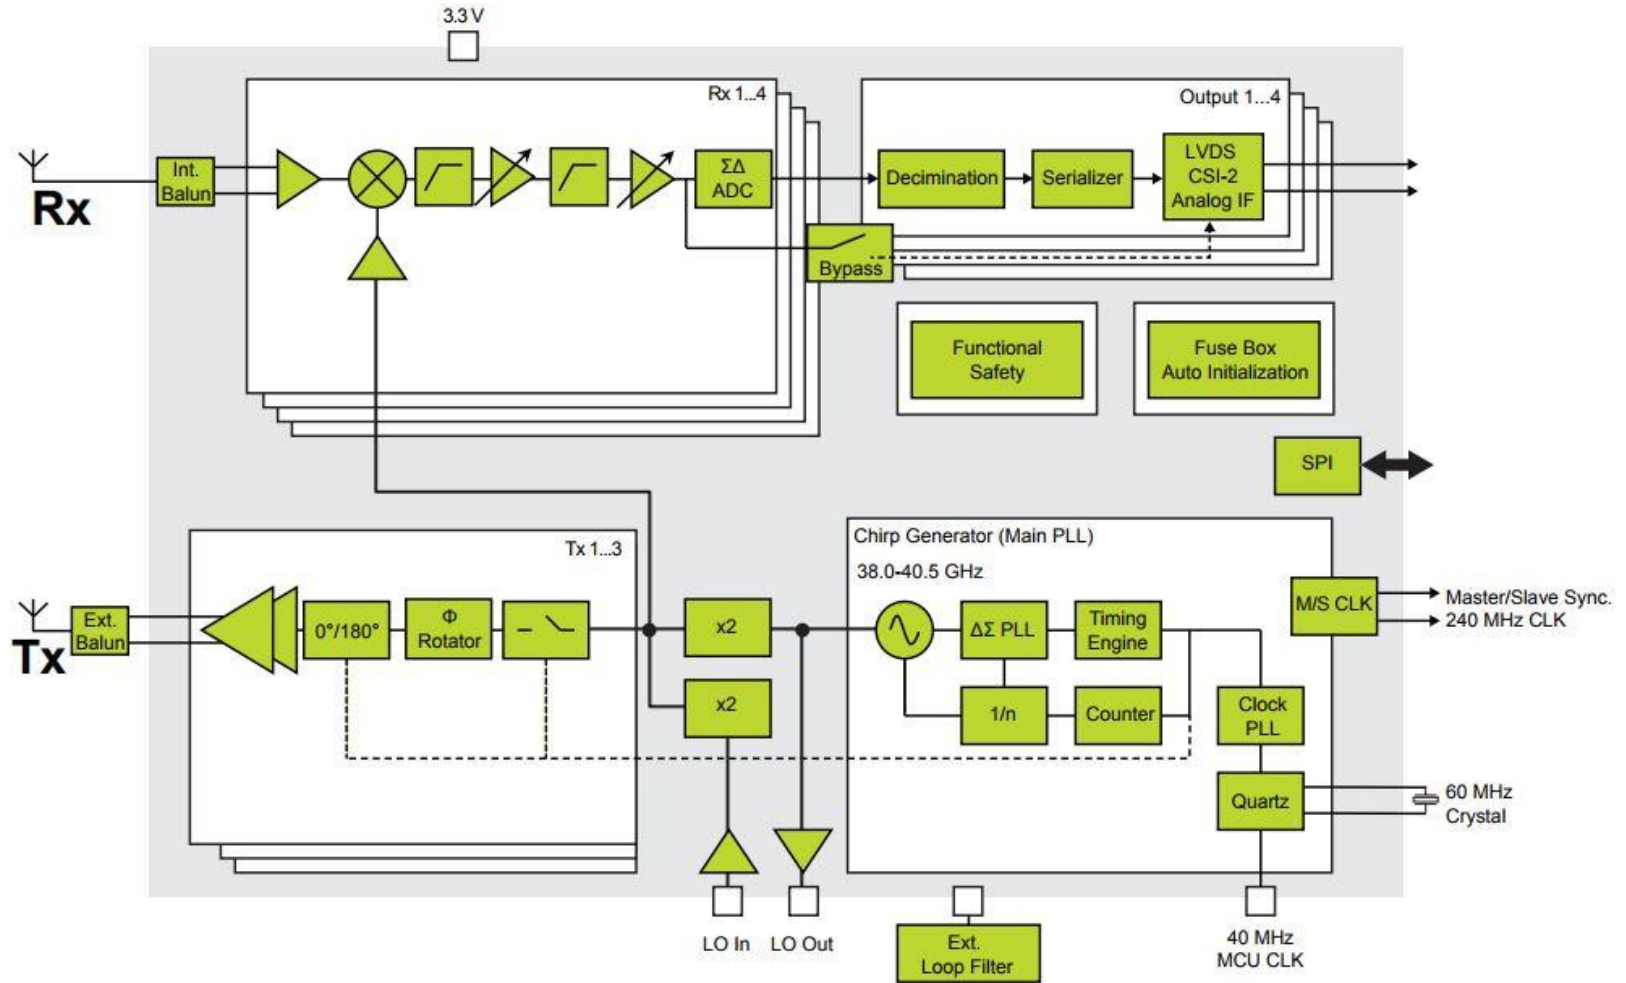 3.3 V
Rx 1...4
Output 1...4
Int.
Balun
Rx
ΣΔ
ADC
Decimination
Serializer
LVDS
CSI-2
Analog IF
Bypass
Functional
Safety
Fuse Box
Auto Initialization
SPI
Tx 1...3
Chirp Generator (Main PLL)
38.0-40.5 GHz
Ext.
Balun
Tx
0°/180°
Φ
Rotator
x2
x2
ΔΣ PLL
Timing
Engine
1/n
Counter
M/S CLK
Master/Slave Sync.
240 MHz CLK
Clock
PLL
Quartz
60 MHz
Crystal
LO In
LO Out
Ext.
Loop Filter
40 MHz
MCU CLK